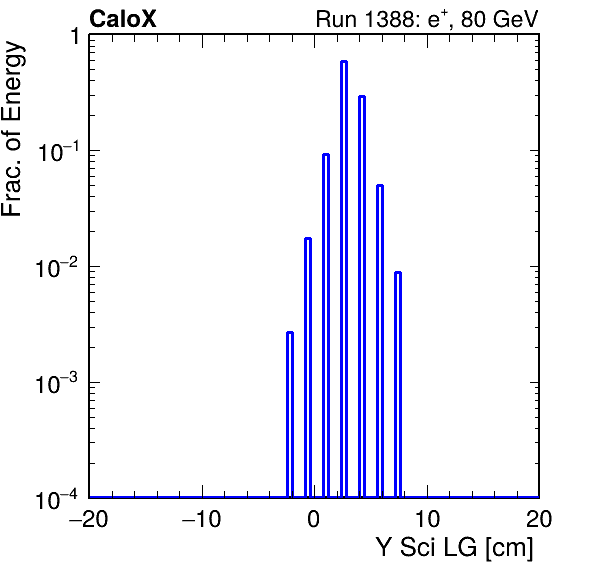 CaloX Run 1388: e⁺, 80 GeV
Frac. of Energy
1
10⁻¹
10⁻²
10⁻³
10⁻⁴
−20 −10 0 10 20
Y Sci LG [cm]